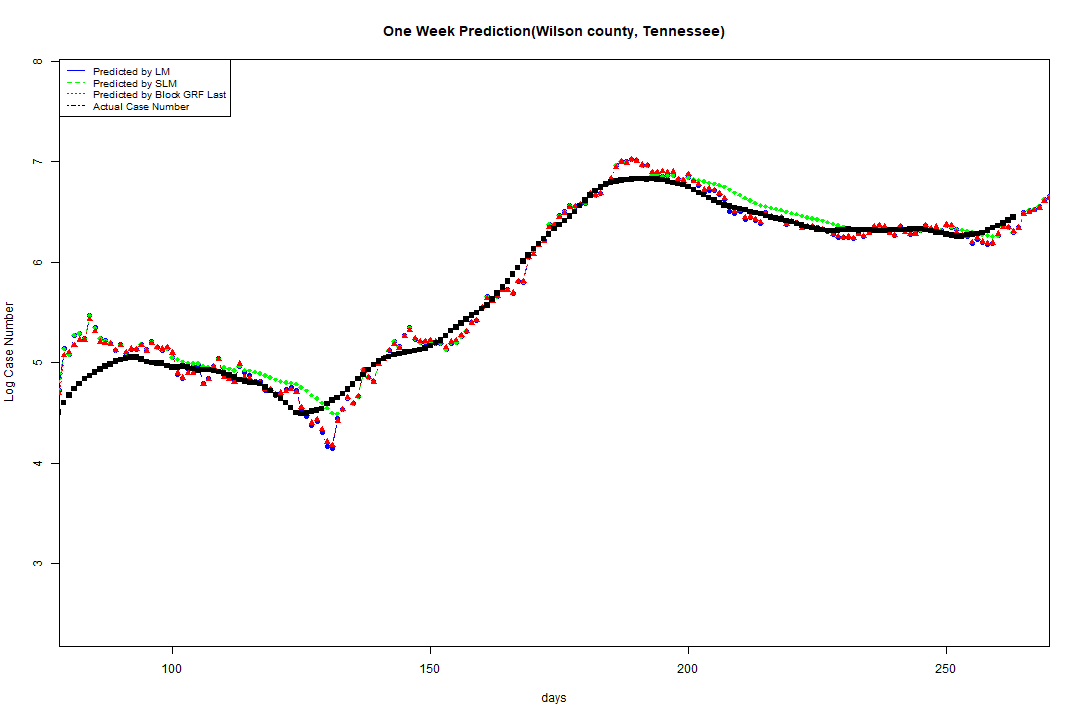 One Week Prediction(Wilson county, Tennessee)
Predicted by LM
Predicted by SLM
Predicted by Block GRF Last
Actual Case Number
8
7
6
5
4
3
Log Case Number
100 150 200 250
days